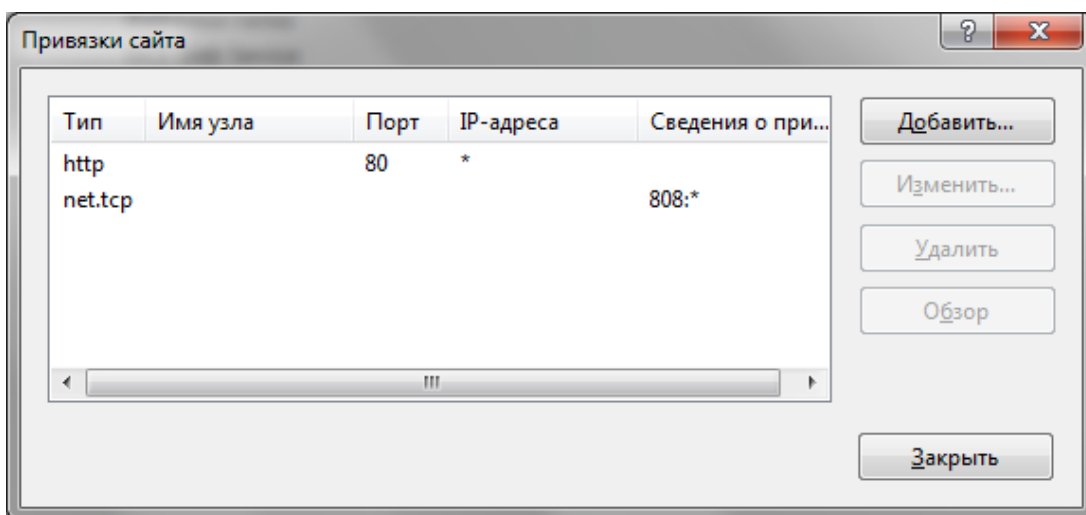 Привязки сайта
Тип Имя узла Порт IP-адреса Сведения о при...
http 80 *
net.tcp 808:*
Добавить...
Изменить...
Удалить
Обзор
Закрыть